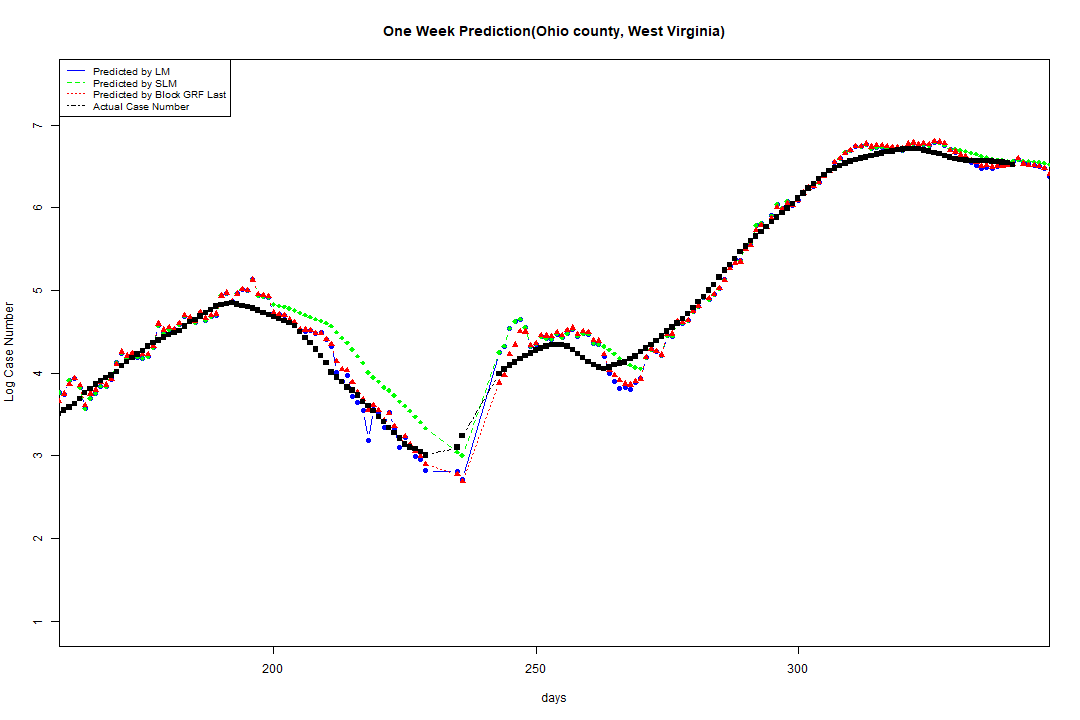 One Week Prediction(Ohio county, West Virginia)
Predicted by LM
Predicted by SLM
Predicted by Block GRF Last
Actual Case Number
Log Case Number
7
6
5
4
3
2
1
200 250 300
days